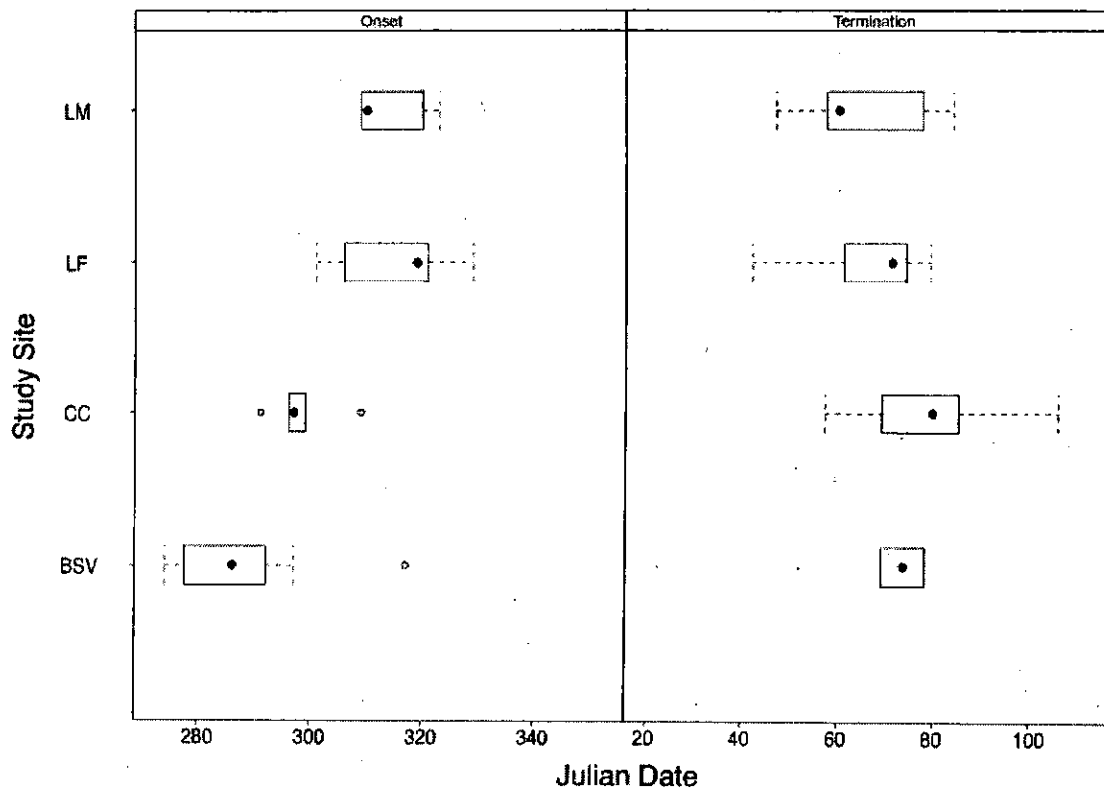 Onset Termination
LM
LF
CC
BSV
Study Site
280 300 320 340 20 40 60 80 100
Julian Date